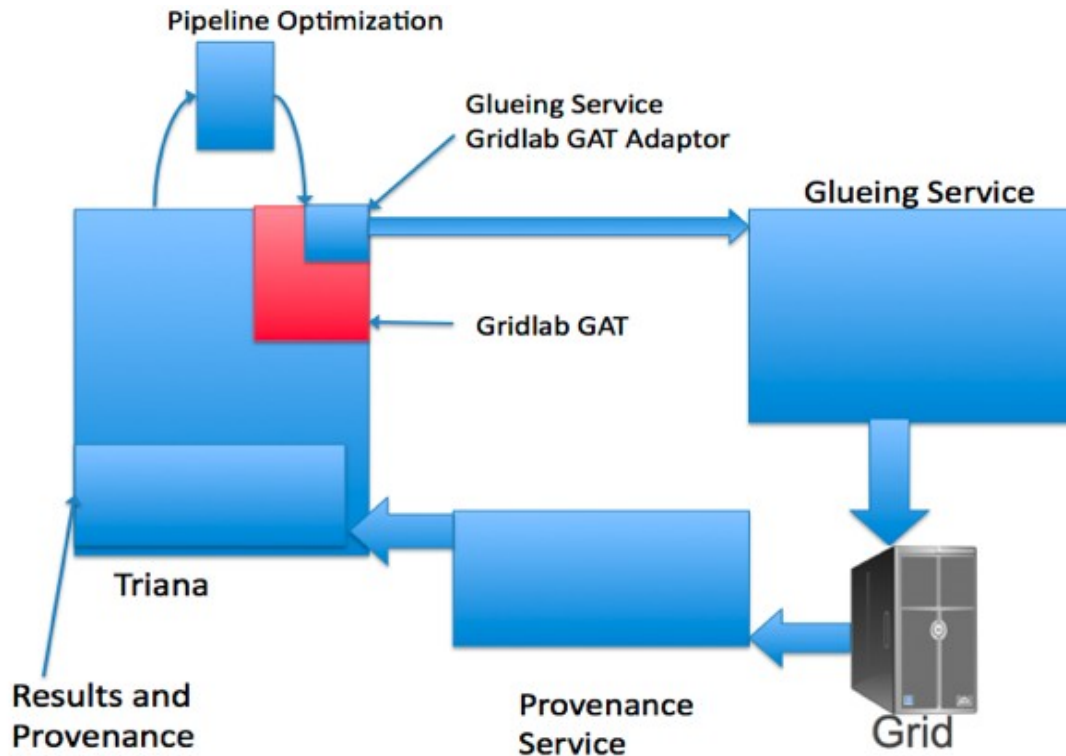 Pipeline Optimization
Glueing Service
Gridlab GAT Adaptor
Glueing Service
Gridlab GAT
Triana
Results and
Provenance
Provenance
Service
Grid